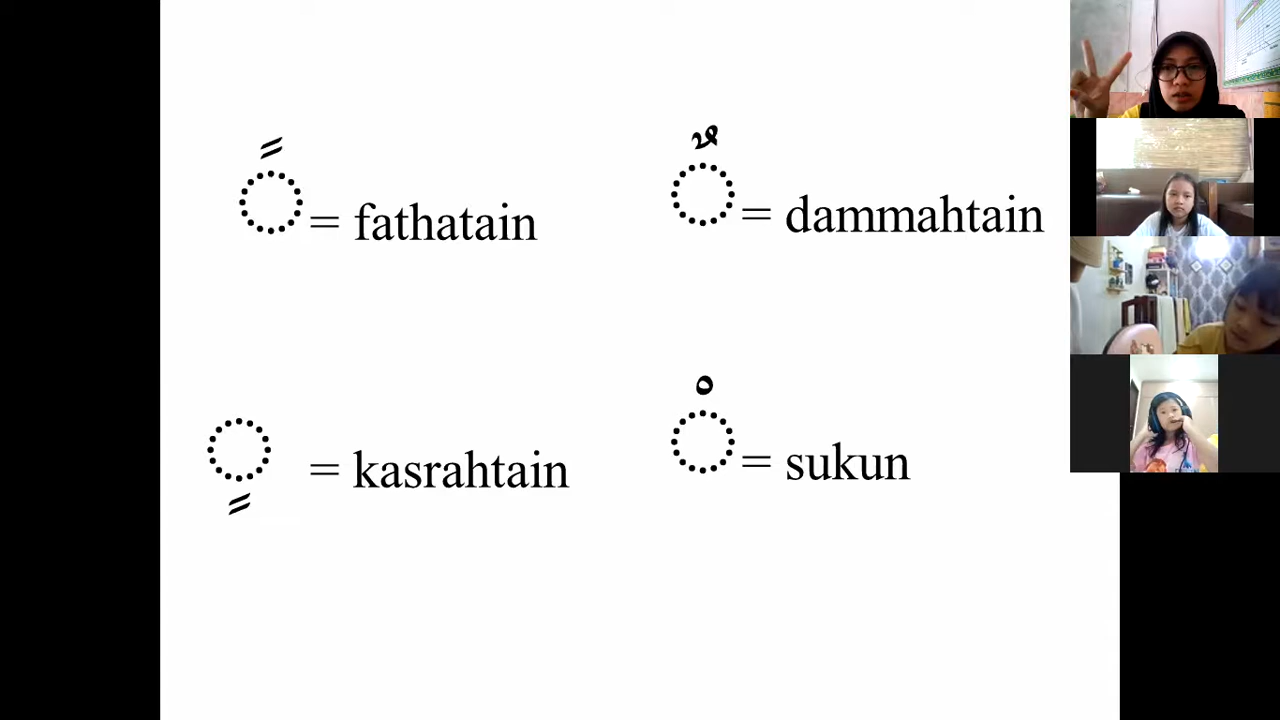 ً = fathatain
ٌ = dammahtain
ٍ = kasrahtain
ْ = sukun